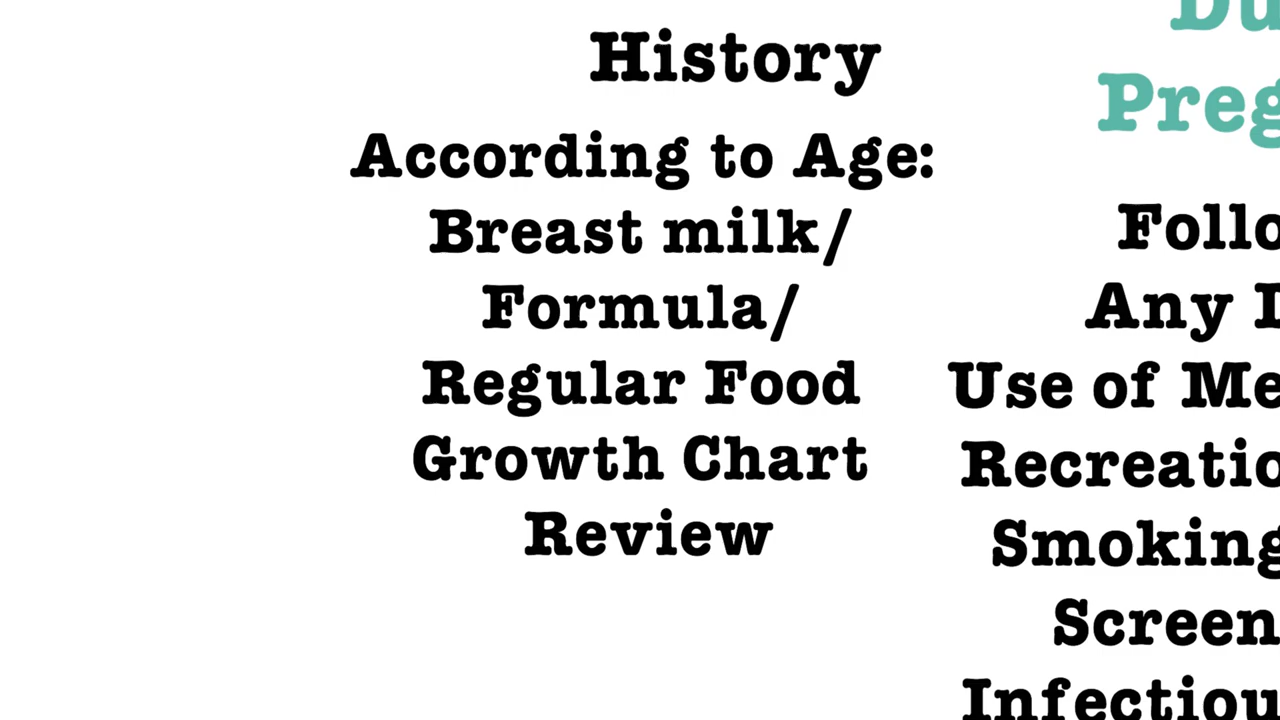 History
According to Age:
Breast milk/
Formula/
Regular Food
Growth Chart
Review
Use of
Any
Smoking